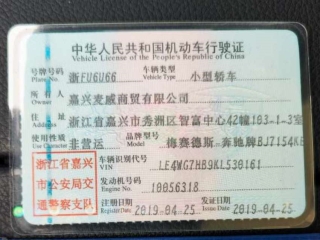 中华人民共和国机动车行驶证
Vehicle License of the People's Republic of China
号牌号码 浙EU6U66 车辆类型 小型轿车
Plate No. Vehicle Type
所有人 嘉兴麦威商贸有限公司
Owner
住址 浙江省嘉兴市秀洲区智富中心42幢103-1-3室
Address
使用性质 非营运 品牌型号 梅赛德斯 奔驰牌BJ7154KE
Use Character Model
浙江省嘉兴
市公安局交
通警察支队
车辆识别代号 LE4WG7HB9KL530161
VIN
发动机号码 10056318
Engine No.
注册日期 2019-04-25 发证日期 2019-04-25
Register Date Issue Date